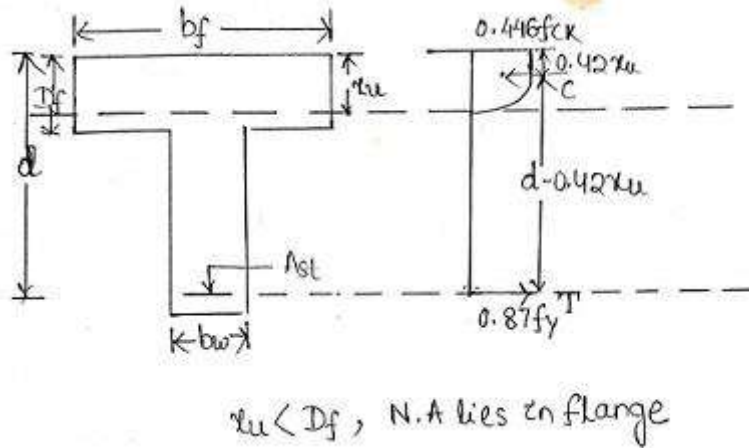 bf
0.446fck
Df
xu
0.42xu
C
d
d-0.42xu
Ast
0.87fy T
bw
xu < Df, N.A lies in flange